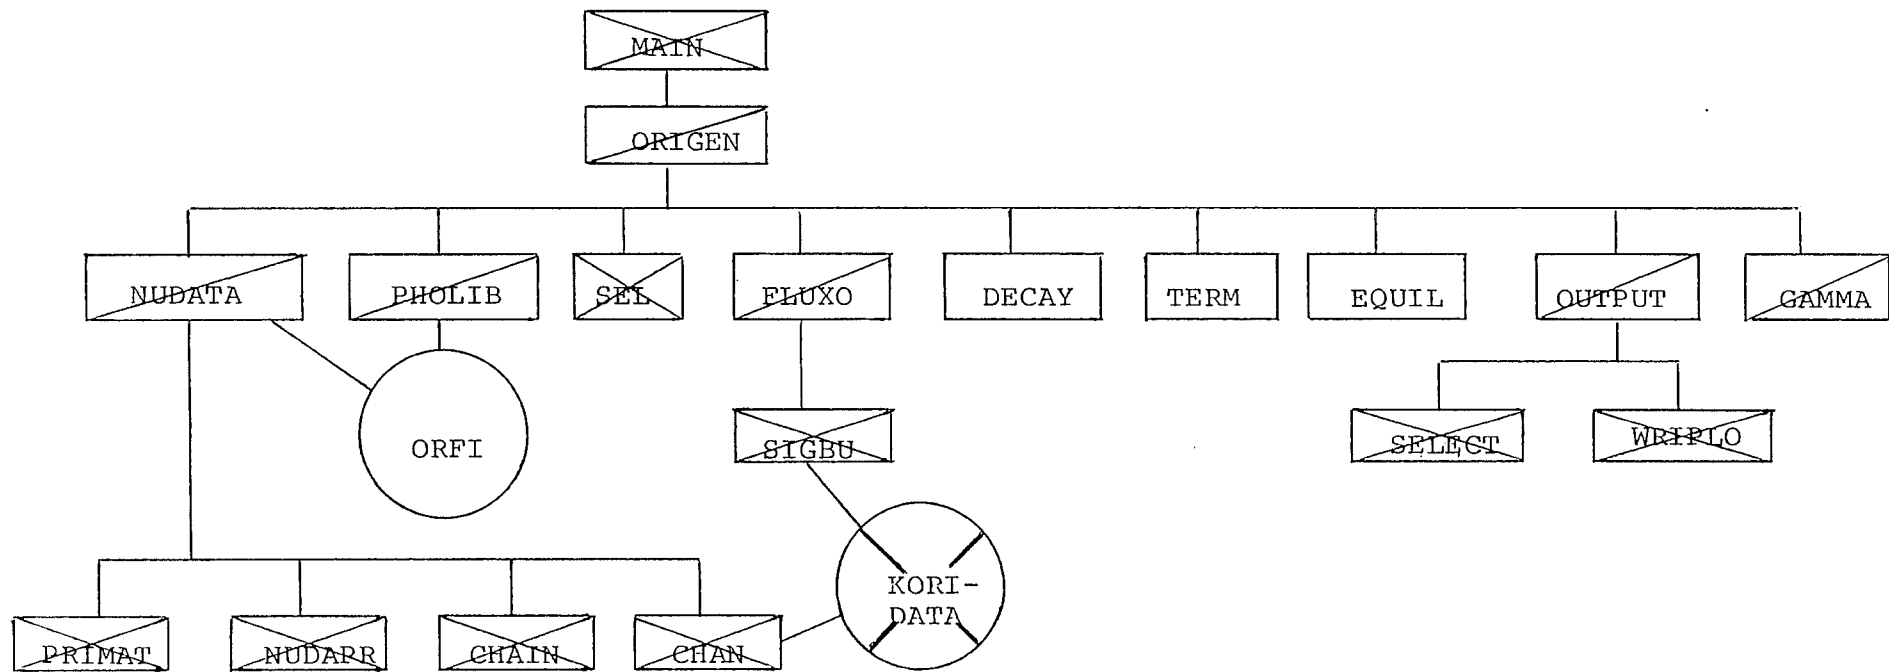 MAIN
ORIGEN
NUDATA
PHOLIB
SEL
FLUXO
DECAY
TERM
EQUIL
OUTPUT
GAMMA
ORFI
SIGBU
SELECT
WRIPLO
KORI-
DATA
PRIMAT
NUDAPR
CHAIN
CHAN